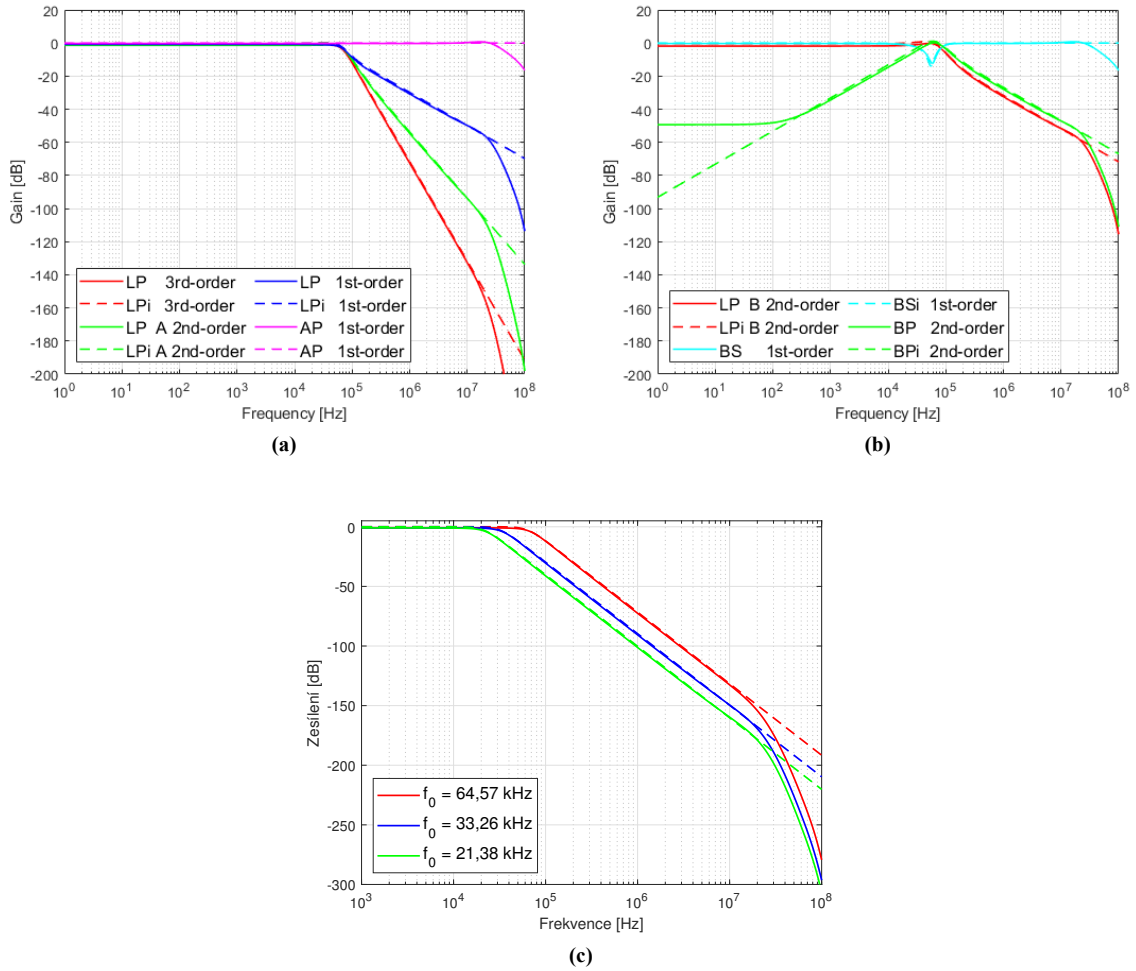 20
0
-20
-40
-60
-80
-100
-120
-140
-160
-180
-200
Gain [dB]
LP 3rd-order
LPi 3rd-order
LP A 2nd-order
LPi A 2nd-order
LP 1st-order
LPi 1st-order
AP 1st-order
AP 1st-order
10^0 10^1 10^2 10^3 10^4 10^5 10^6 10^7 10^8
Frequency [Hz]
(a)
20
0
-20
-40
-60
-80
-100
-120
-140
-160
-180
-200
Gain [dB]
LP B 2nd-order
LPi B 2nd-order
BS 1st-order
BSi 1st-order
BP 2nd-order
BPi 2nd-order
10^0 10^1 10^2 10^3 10^4 10^5 10^6 10^7 10^8
Frequency [Hz]
(b)
0
-50
-100
-150
-200
-250
-300
Zesílení [dB]
f_0 = 64,57 kHz
f_0 = 33,26 kHz
f_0 = 21,38 kHz
10^3 10^4 10^5 10^6 10^7 10^8
Frekvence [Hz]
(c)